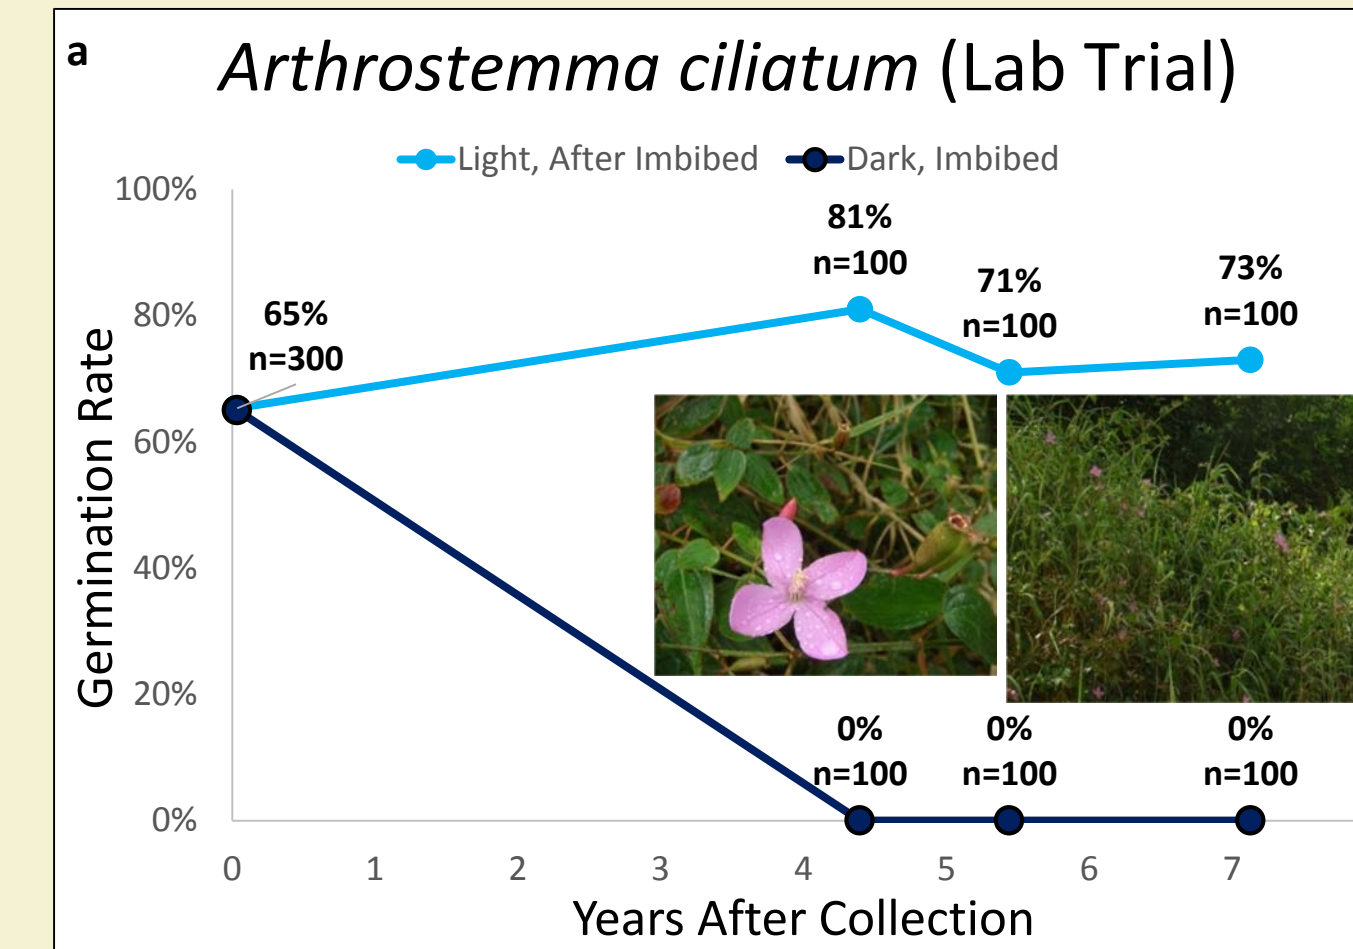 a
Arthrostemma ciliatum (Lab Trial)
Light, After Imbibed
Dark, Imbibed
100%
80%
60%
40%
20%
0%
Germination Rate
65%
n=300
81%
n=100
71%
n=100
73%
n=100
0%
n=100
0%
n=100
0%
n=100
0 1 2 3 4 5 6 7
Years After Collection